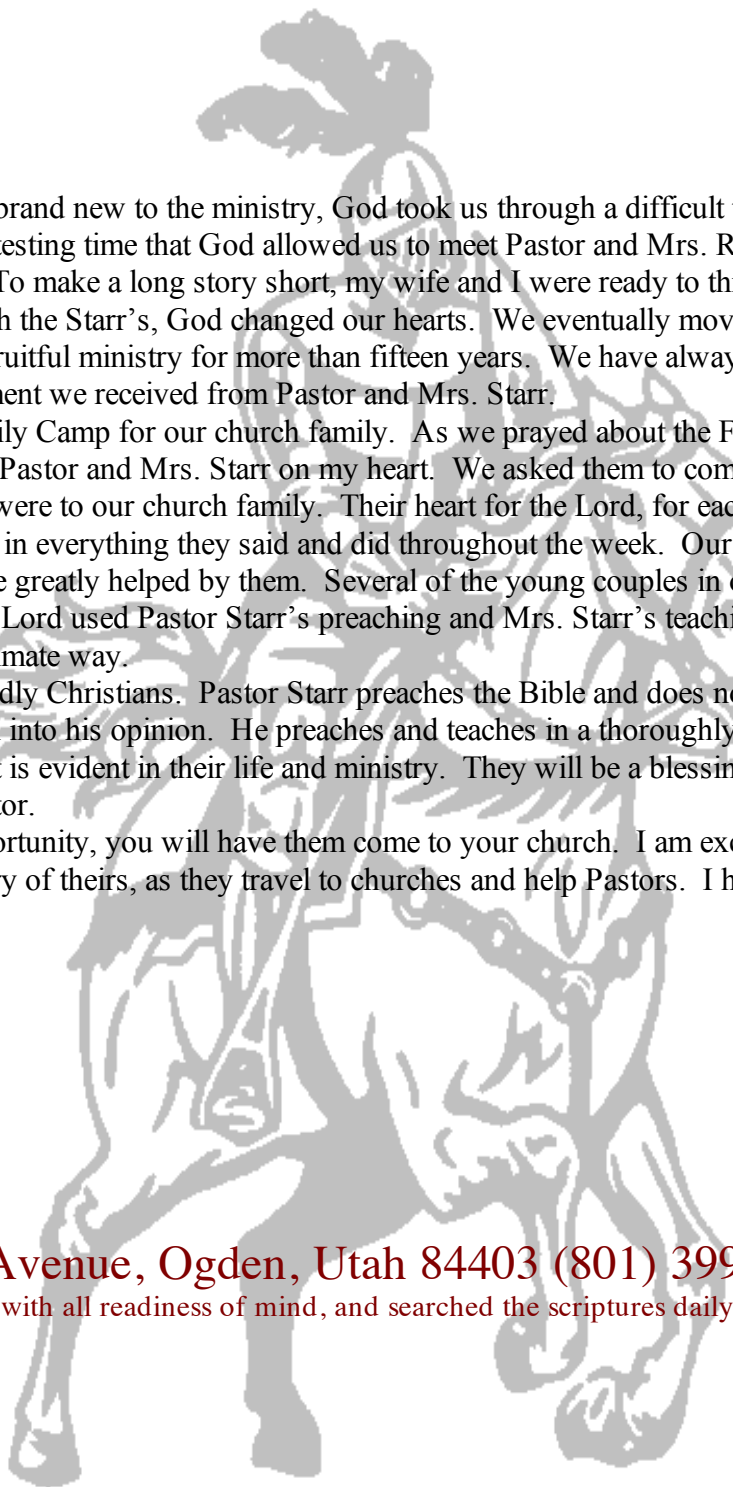 brand new to the ministry, God took us through a difficult
testing time that God allowed us to meet Pastor and Mrs. R
To make a long story short, my wife and I were ready to th
h the Starr's, God changed our hearts. We eventually mov
ruitful ministry for more than fifteen years. We have alway
ment we received from Pastor and Mrs. Starr.
ily Camp for our church family. As we prayed about the F
Pastor and Mrs. Starr on my heart. We asked them to com
were to our church family. Their heart for the Lord, for eac
in everything they said and did throughout the week. Our
e greatly helped by them. Several of the young couples in
Lord used Pastor Starr's preaching and Mrs. Starr's teachi
imate way.
dly Christians. Pastor Starr preaches the Bible and does no
into his opinion. He preaches and teaches in a thoroughly
t is evident in their life and ministry. They will be a blessin
tor.
ortunity, you will have them come to your church. I am exc
ry of theirs, as they travel to churches and help Pastors. I h
Avenue, Ogden, Utah 84403 (801) 399
with all readiness of mind, and searched the scriptures daily